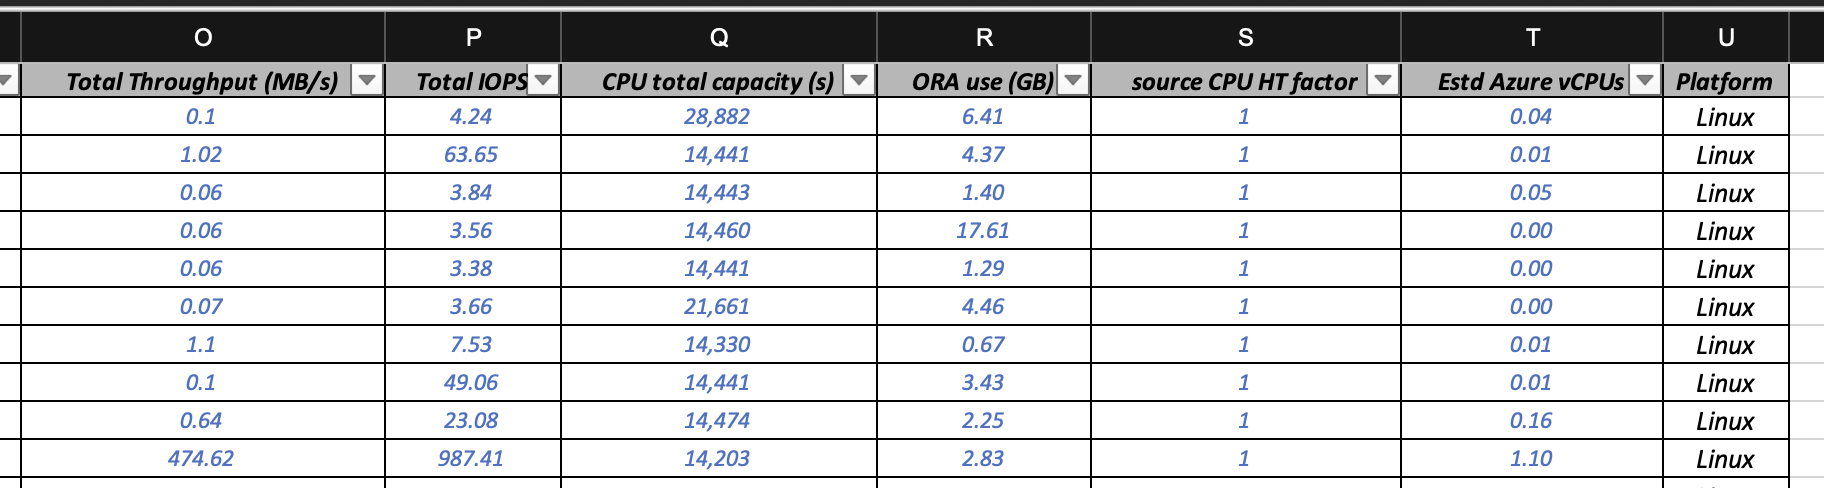 O P Q R S T U
Total Throughput (MB/s) Total IOPS CPU total capacity (s) ORA use (GB) source CPU HT factor Estd Azure vCPUs Platform
0.1 4.24 28,882 6.41 1 0.04 Linux
1.02 63.65 14,441 4.37 1 0.01 Linux
0.06 3.84 14,443 1.40 1 0.05 Linux
0.06 3.56 14,460 17.61 1 0.00 Linux
0.06 3.38 14,441 1.29 1 0.00 Linux
0.07 3.66 21,661 4.46 1 0.00 Linux
1.1 7.53 14,330 0.67 1 0.01 Linux
0.1 49.06 14,441 3.43 1 0.01 Linux
0.64 23.08 14,474 2.25 1 0.16 Linux
474.62 987.41 14,203 2.83 1 1.10 Linux